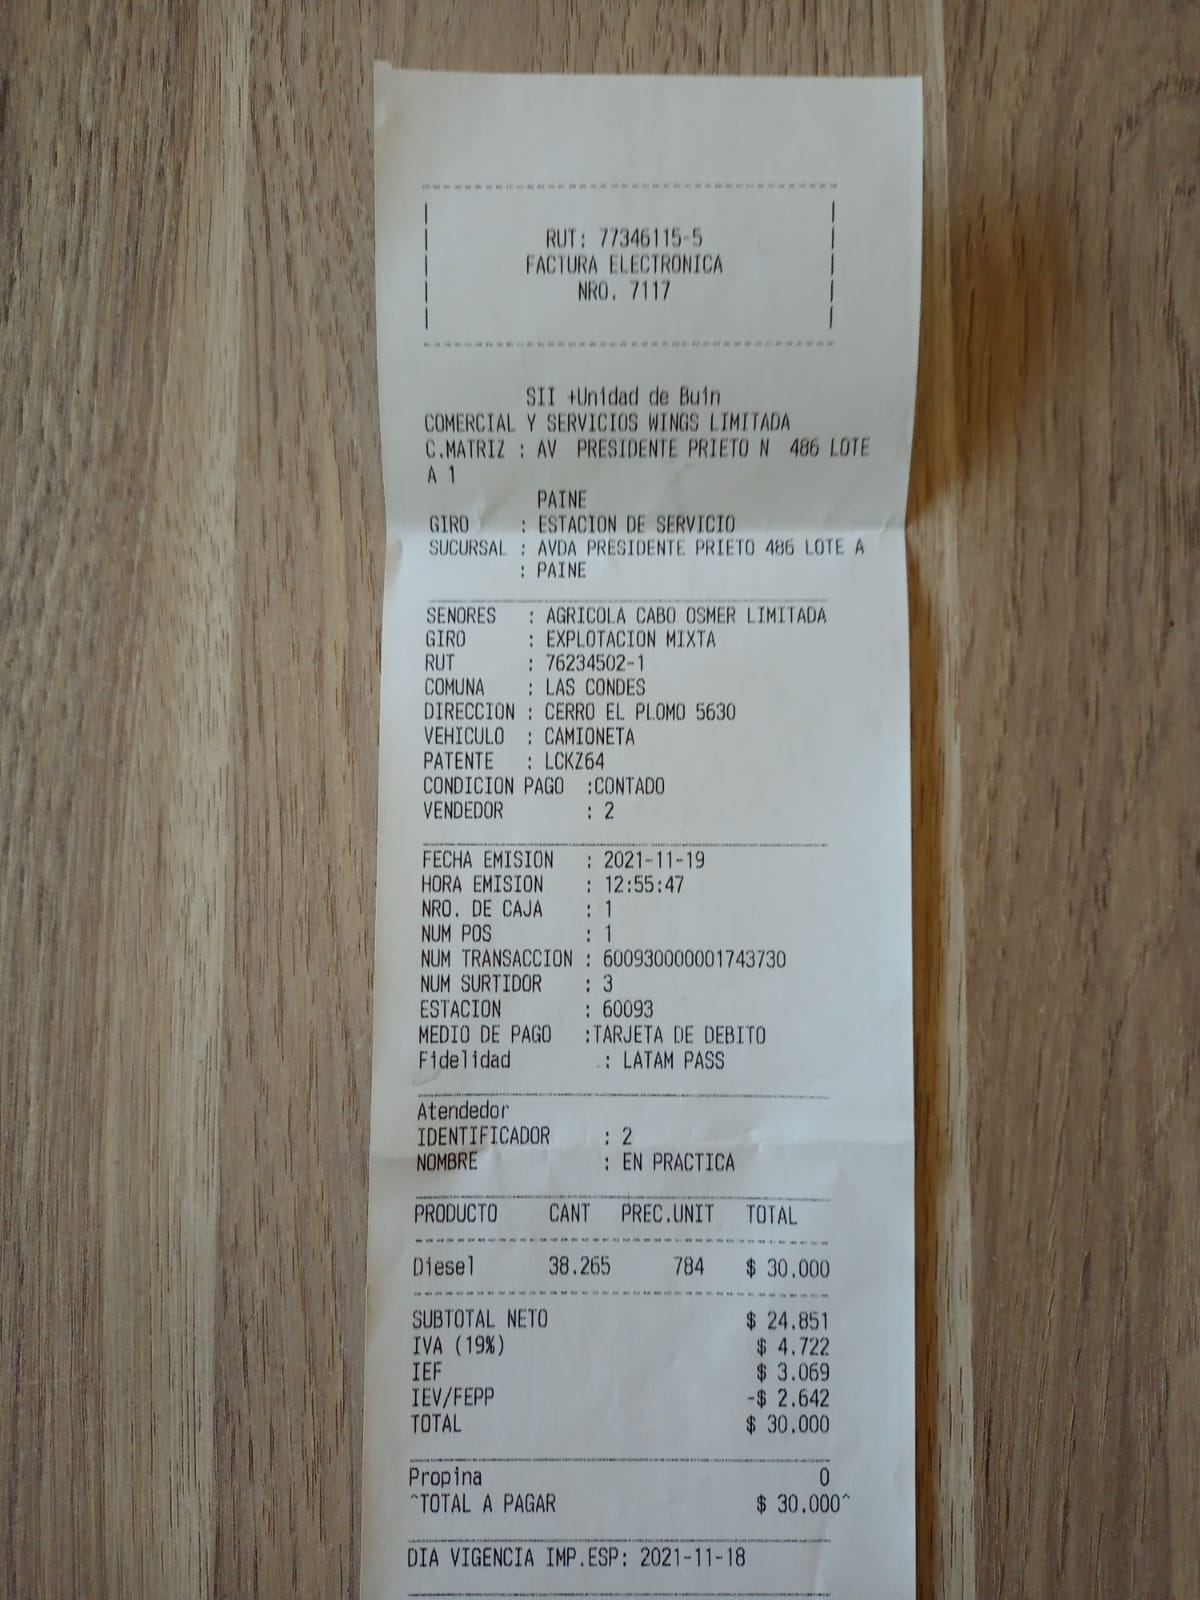 RUT: 77346115-5
FACTURA ELECTRONICA
NRO. 7117
SII +Unidad de Buin
COMERCIAL Y SERVICIOS WINGS LIMITADA
C.MATRIZ : AV PRESIDENTE PRIETO N 486 LOTE
A 1
PAINE
GIRO : ESTACION DE SERVICIO
SUCURSAL : AVDA PRESIDENTE PRIETO 486 LOTE A
: PAINE
SENORES : AGRICOLA CABO OSMER LIMITADA
GIRO : EXPLOTACION MIXTA
RUT : 76234502-1
COMUNA : LAS CONDES
DIRECCION : CERRO EL PLOMO 5630
VEHICULO : CAMIONETA
PATENTE : LCKZ64
CONDICION PAGO :CONTADO
VENDEDOR : 2
FECHA EMISION : 2021-11-19
HORA EMISION : 12:55:47
NRO. DE CAJA : 1
NUM POS : 1
NUM TRANSACCION : 600930000001743730
NUM SURTIDOR : 3
ESTACION : 60093
MEDIO DE PAGO :TARJETA DE DEBITO
Fidelidad : LATAM PASS
Atendedor
IDENTIFICADOR : 2
NOMBRE : EN PRACTICA
PRODUCTO CANT PREC.UNIT TOTAL
Diesel 38.265 784 $ 30.000
SUBTOTAL NETO $ 24.851
IVA (19%) $ 4.722
IEF $ 3.069
IEV/FEPP -$ 2.642
TOTAL $ 30.000
Propina 0
^TOTAL A PAGAR $ 30.000^
DIA VIGENCIA IMP.ESP: 2021-11-18